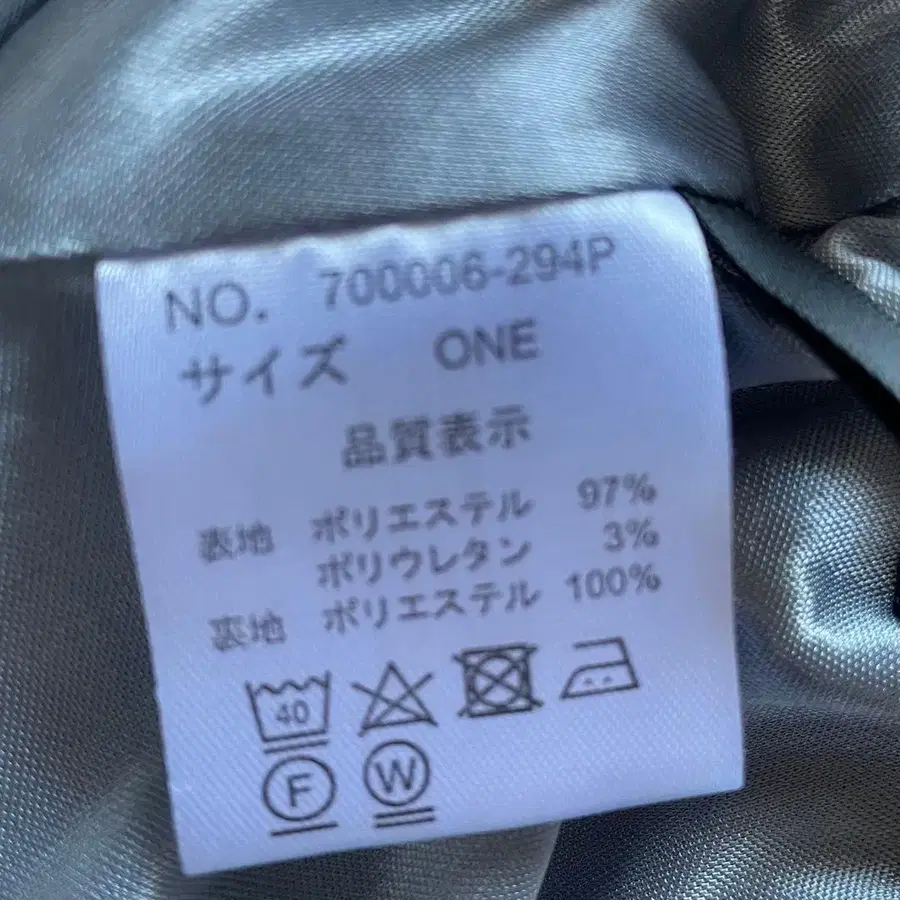 NO. 700006-294P
サイズ ONE
品質表示
表地 ポリエステル 97%
ポリウレタン 3%
裏地 ポリエステル 100%
40
F W